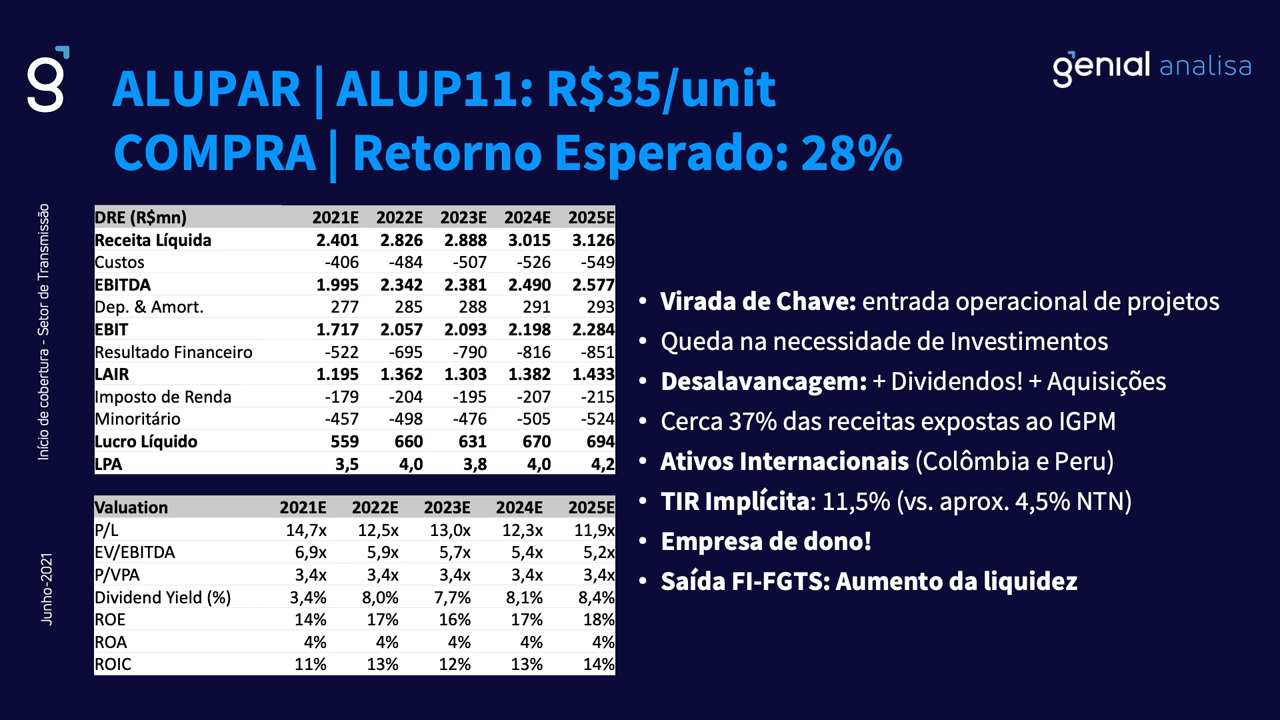 ALUPAR | ALUP11: R$35/unit
COMPRA | Retorno Esperado: 28%
genial analisa
Início de cobertura - Setor de Transmissão
Junho-2021
DRE (R$mn) 2021E 2022E 2023E 2024E 2025E
Receita Líquida 2.401 2.826 2.888 3.015 3.126
Custos -406 -484 -507 -526 -549
EBITDA 1.995 2.342 2.381 2.490 2.577
Dep. & Amort. 277 285 288 291 293
EBIT 1.717 2.057 2.093 2.198 2.284
Resultado Financeiro -522 -695 -790 -816 -851
LAIR 1.195 1.362 1.303 1.382 1.433
Imposto de Renda -179 -204 -195 -207 -215
Minoritário -457 -498 -476 -505 -524
Lucro Líquido 559 660 631 670 694
LPA 3,5 4,0 3,8 4,0 4,2
Valuation 2021E 2022E 2023E 2024E 2025E
P/L 14,7x 12,5x 13,0x 12,3x 11,9x
EV/EBITDA 6,9x 5,9x 5,7x 5,4x 5,2x
P/VPA 3,4x 3,4x 3,4x 3,4x 3,4x
Dividend Yield (%) 3,4% 8,0% 7,7% 8,1% 8,4%
ROE 14% 17% 16% 17% 18%
ROA 4% 4% 4% 4% 4%
ROIC 11% 13% 12% 13% 14%
• Virada de Chave: entrada operacional de projetos
• Queda na necessidade de Investimentos
• Desalavancagem: + Dividendos! + Aquisições
• Cerca 37% das receitas expostas ao IGPM
• Ativos Internacionais (Colômbia e Peru)
• TIR Implícita: 11,5% (vs. aprox. 4,5% NTN)
• Empresa de dono!
• Saída FI-FGTS: Aumento da liquidez